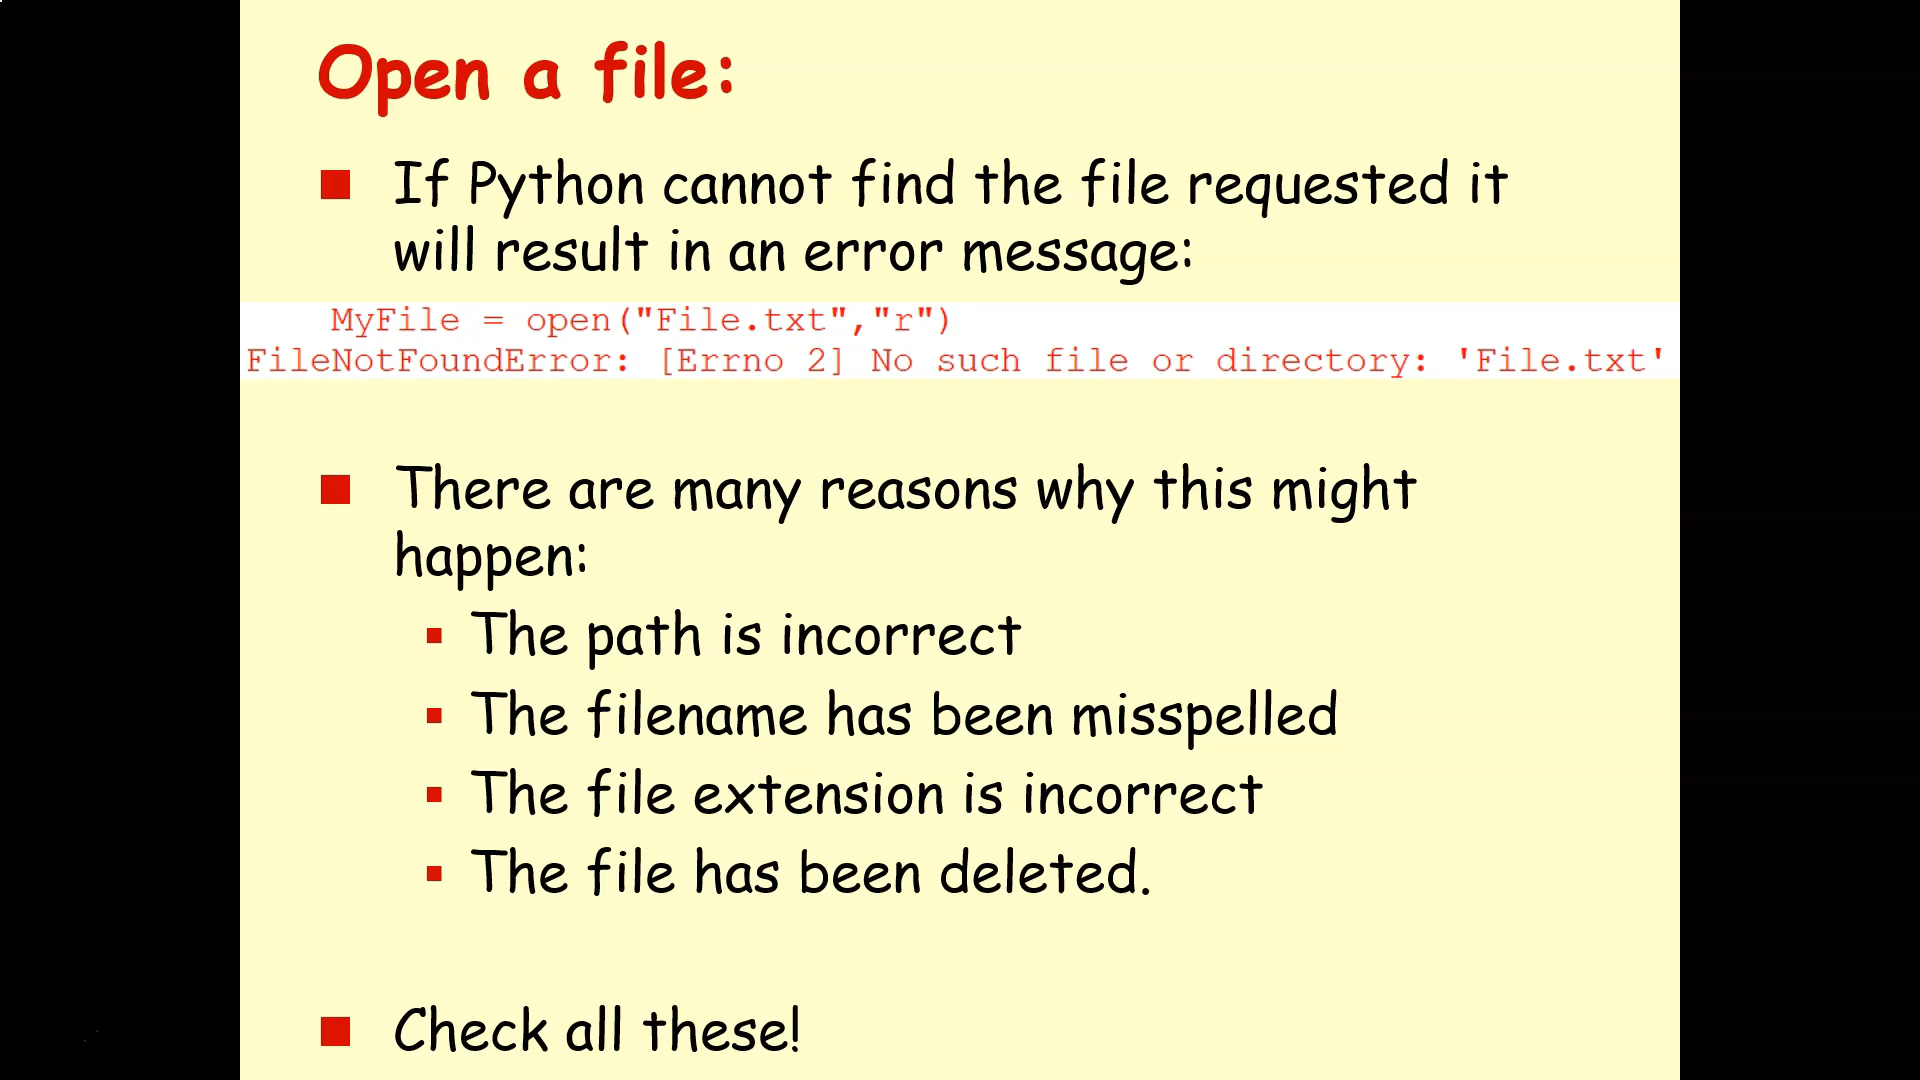 Open a file:
If Python cannot find the file requested it
will result in an error message:
MyFile = open("File.txt","r")
FileNotFoundError: [Errno 2] No such file or directory: 'File.txt'
There are many reasons why this might
happen:
The path is incorrect
The filename has been misspelled
The file extension is incorrect
The file has been deleted.
Check all these!